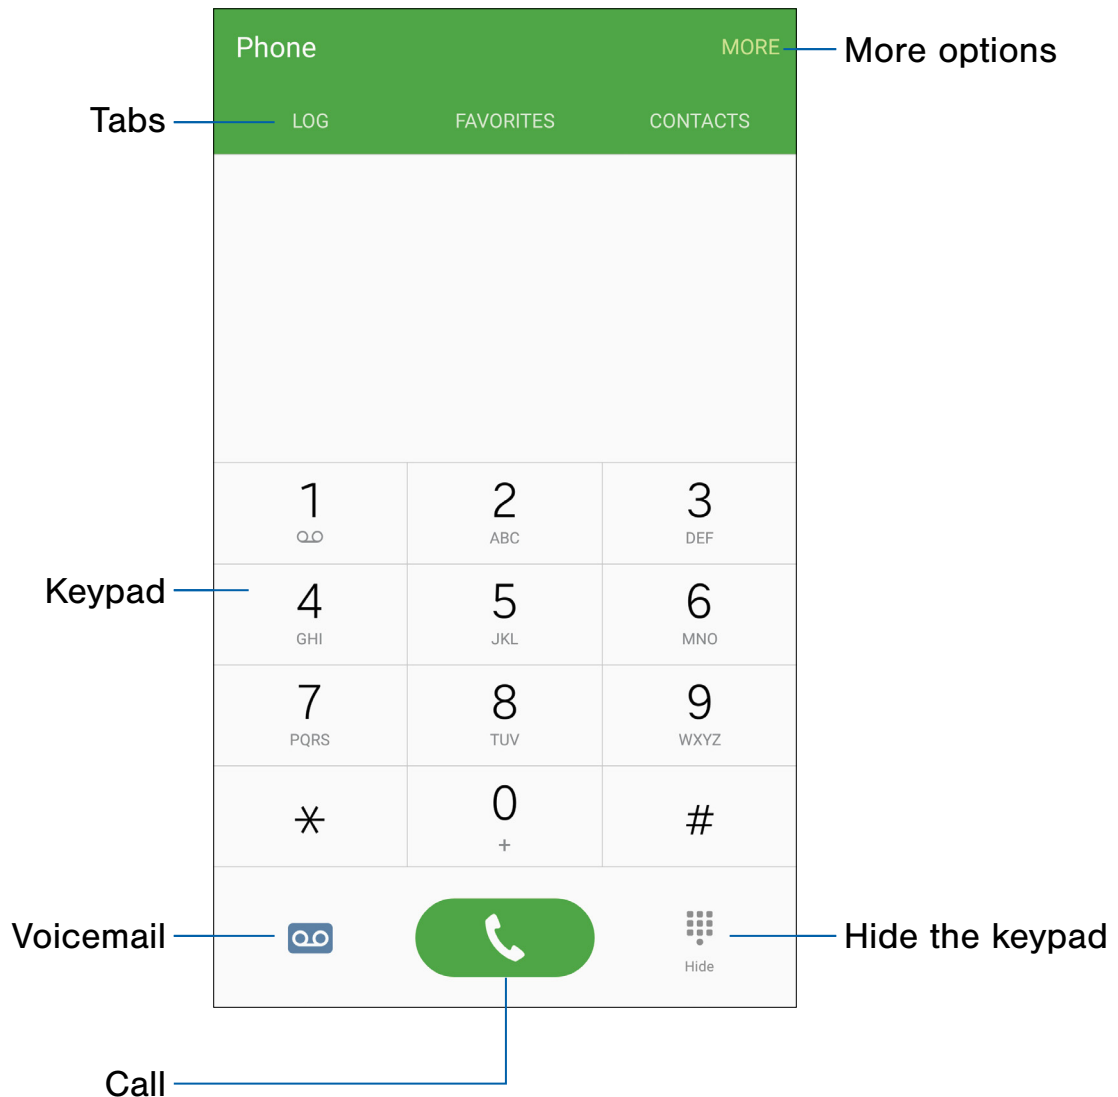 Phone MORE More options
Tabs LOG FAVORITES CONTACTS
1 2 3
ABC DEF
Keypad 4 5 6
GHI JKL MNO
7 8 9
PQRS TUV WXYZ
* 0 #
+
Voicemail Hide the keypad
Hide
Call